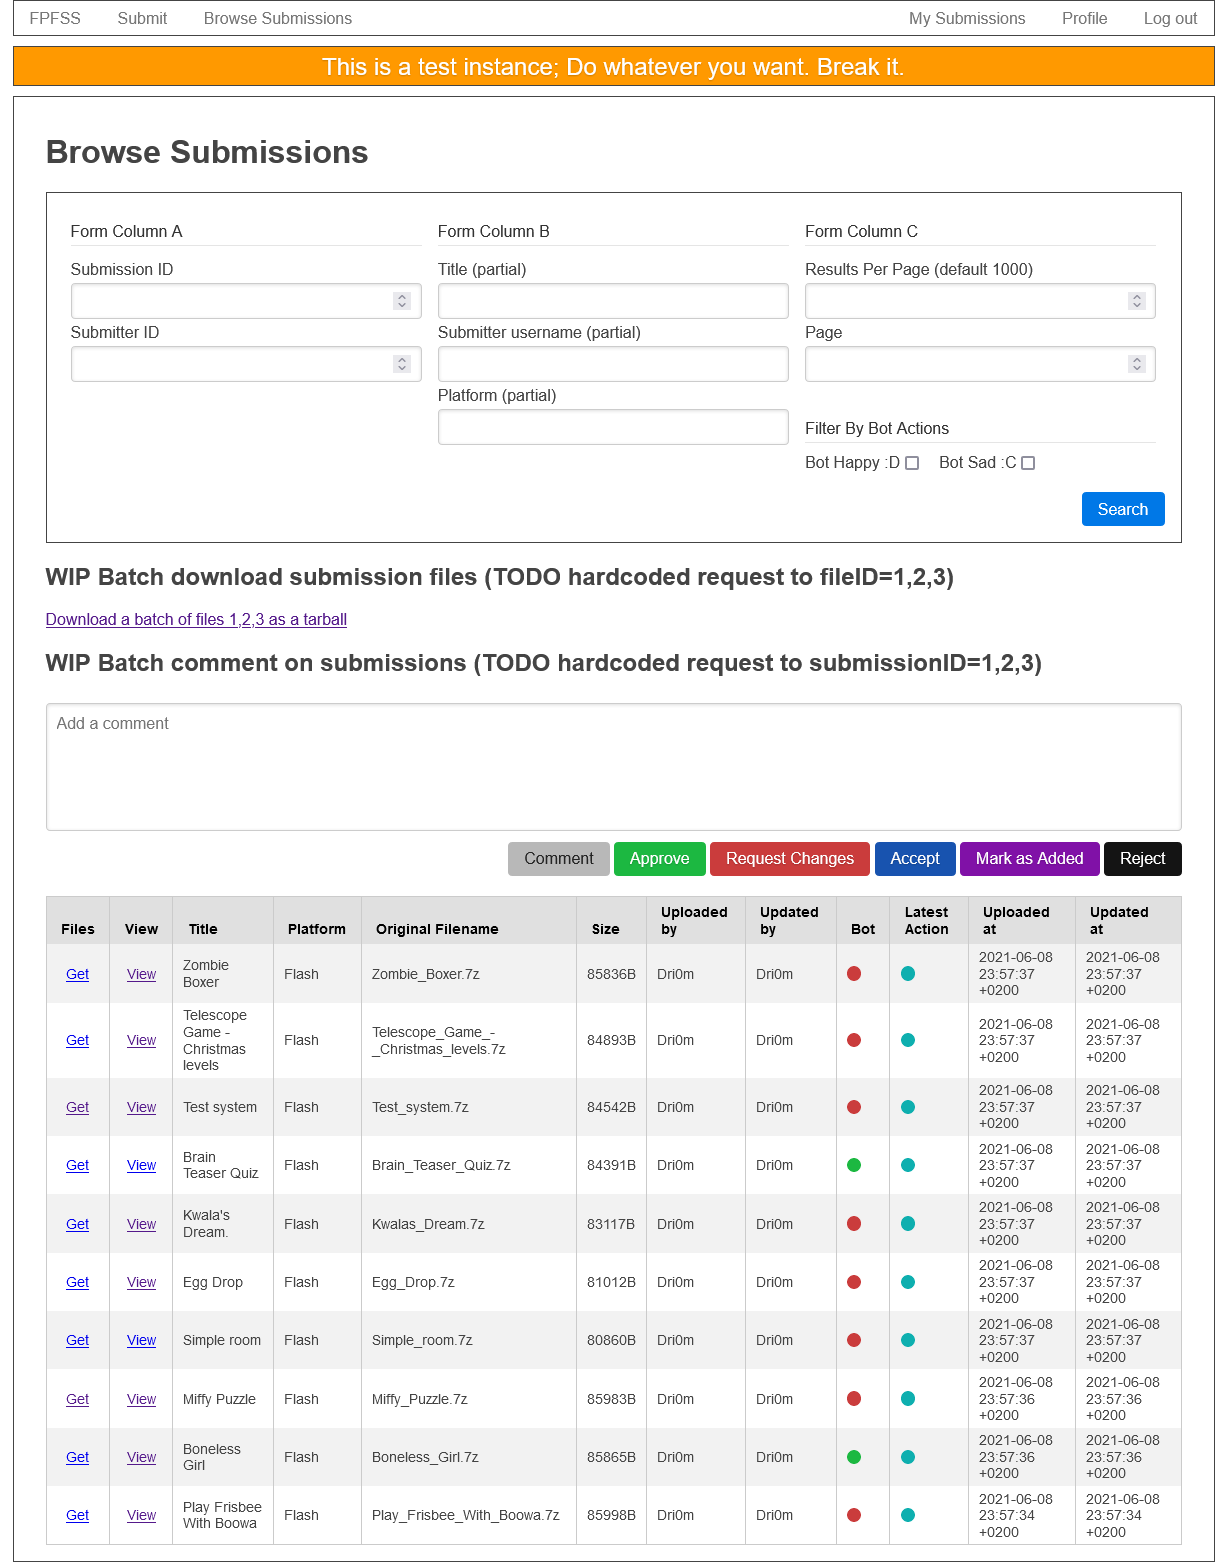 FPFSS Submit Browse Submissions My Submissions Profile Log out
This is a test instance; Do whatever you want. Break it.
Browse Submissions
Form Column A Form Column B Form Column C
Submission ID Title (partial) Results Per Page (default 1000)
Submitter ID Submitter username (partial) Page
Platform (partial)
Filter By Bot Actions
Bot Happy :D Bot Sad :C
Search
WIP Batch download submission files (TODO hardcoded request to fileID=1,2,3)
Download a batch of files 1,2,3 as a tarball
WIP Batch comment on submissions (TODO hardcoded request to submissionID=1,2,3)
Add a comment
Comment Approve Request Changes Accept Mark as Added Reject
Files View Title Platform Original Filename Size Uploaded by Updated by Bot Latest Action Uploaded at Updated at
Get View Zombie Boxer Flash Zombie_Boxer.7z 85836B Dri0m Dri0m 2021-06-08 23:57:37 +0200 2021-06-08 23:57:37 +0200
Get View Telescope Game - Christmas levels Flash Telescope_Game_-_Christmas_levels.7z 84893B Dri0m Dri0m 2021-06-08 23:57:37 +0200 2021-06-08 23:57:37 +0200
Get View Test system Flash Test_system.7z 84542B Dri0m Dri0m 2021-06-08 23:57:37 +0200 2021-06-08 23:57:37 +0200
Get View Brain Teaser Quiz Flash Brain_Teaser_Quiz.7z 84391B Dri0m Dri0m 2021-06-08 23:57:37 +0200 2021-06-08 23:57:37 +0200
Get View Kwala's Dream. Flash Kwalas_Dream.7z 83117B Dri0m Dri0m 2021-06-08 23:57:37 +0200 2021-06-08 23:57:37 +0200
Get View Egg Drop Flash Egg_Drop.7z 81012B Dri0m Dri0m 2021-06-08 23:57:37 +0200 2021-06-08 23:57:37 +0200
Get View Simple room Flash Simple_room.7z 80860B Dri0m Dri0m 2021-06-08 23:57:37 +0200 2021-06-08 23:57:37 +0200
Get View Miffy Puzzle Flash Miffy_Puzzle.7z 85983B Dri0m Dri0m 2021-06-08 23:57:36 +0200 2021-06-08 23:57:36 +0200
Get View Boneless Girl Flash Boneless_Girl.7z 85865B Dri0m Dri0m 2021-06-08 23:57:36 +0200 2021-06-08 23:57:36 +0200
Get View Play Frisbee With Boowa Flash Play_Frisbee_With_Boowa.7z 85998B Dri0m Dri0m 2021-06-08 23:57:34 +0200 2021-06-08 23:57:34 +0200